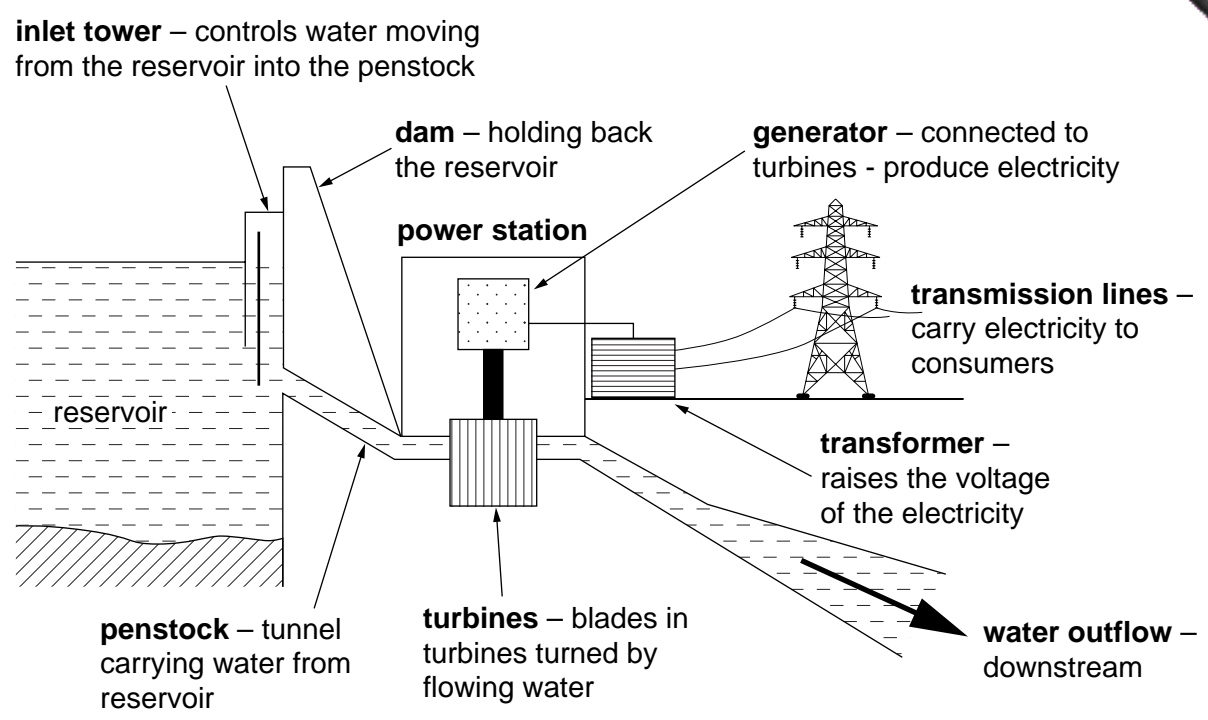 inlet tower – controls water moving
from the reservoir into the penstock
dam – holding back
the reservoir
generator – connected to
turbines - produce electricity
power station
transmission lines –
carry electricity to
consumers
reservoir
transformer –
raises the voltage
of the electricity
penstock – tunnel
carrying water from
reservoir
turbines – blades in
turbines turned by
flowing water
water outflow –
downstream